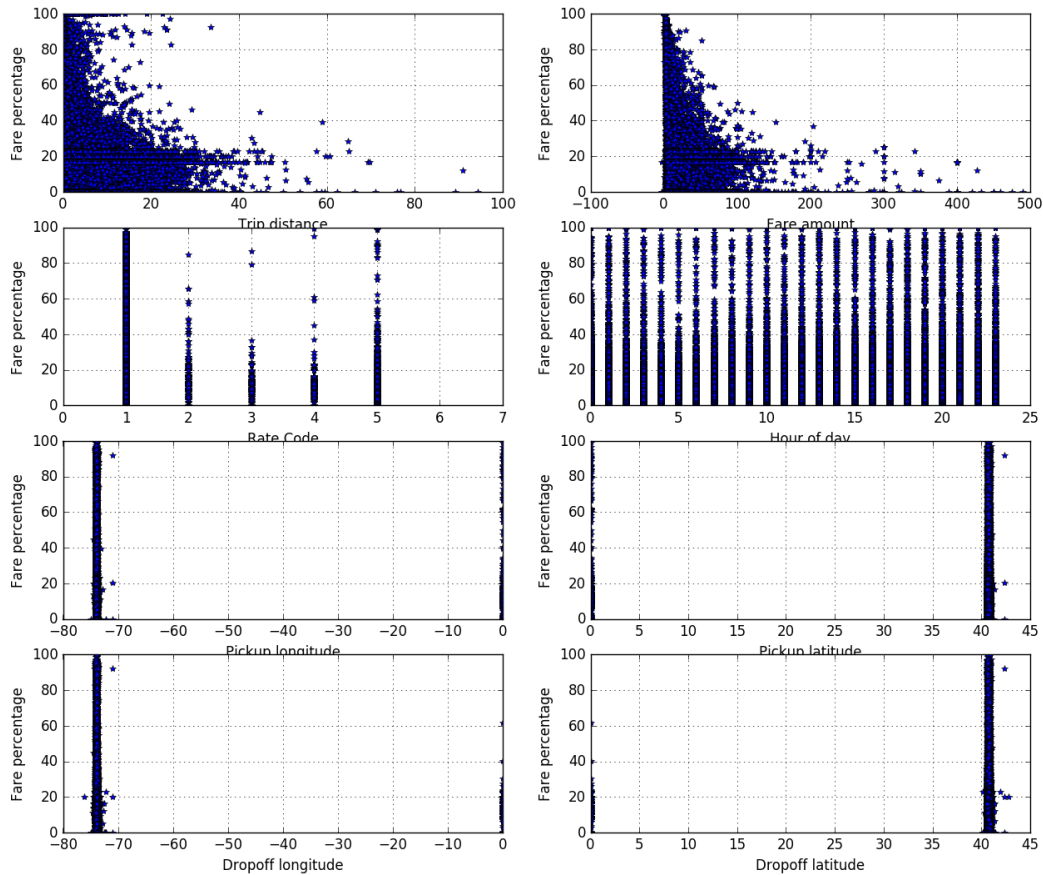 100
80
60
40
20
0
Fare percentage
0 20 40 60 80 100
Trip distance
100
80
60
40
20
0
Fare percentage
−100 0 100 200 300 400 500
Fare amount
100
80
60
40
20
0
Fare percentage
0 1 2 3 4 5 6 7
Rate Code
100
80
60
40
20
0
Fare percentage
0 5 10 15 20 25
Hour of day
100
80
60
40
20
0
Fare percentage
−80 −70 −60 −50 −40 −30 −20 −10 0
Pickup longitude
100
80
60
40
20
0
Fare percentage
0 5 10 15 20 25 30 35 40 45
Pickup latitude
100
80
60
40
20
0
Fare percentage
−80 −70 −60 −50 −40 −30 −20 −10 0
Dropoff longitude
100
80
60
40
20
0
Fare percentage
0 5 10 15 20 25 30 35 40 45
Dropoff latitude